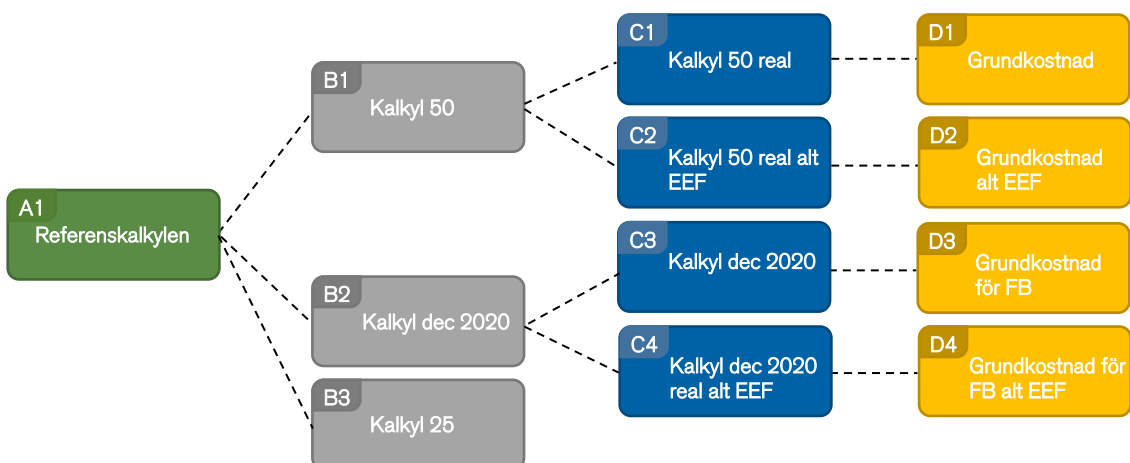 A1
Referenskalkylen
B1
Kalkyl 50
B2
Kalkyl dec 2020
B3
Kalkyl 25
C1
Kalkyl 50 real
C2
Kalkyl 50 real alt
EEF
C3
Kalkyl dec 2020
C4
Kalkyl dec 2020
real alt EEF
D1
Grundkostnad
D2
Grundkostnad
alt EEF
D3
Grundkostnad
för FB
D4
Grundkostnad för
FB alt EEF